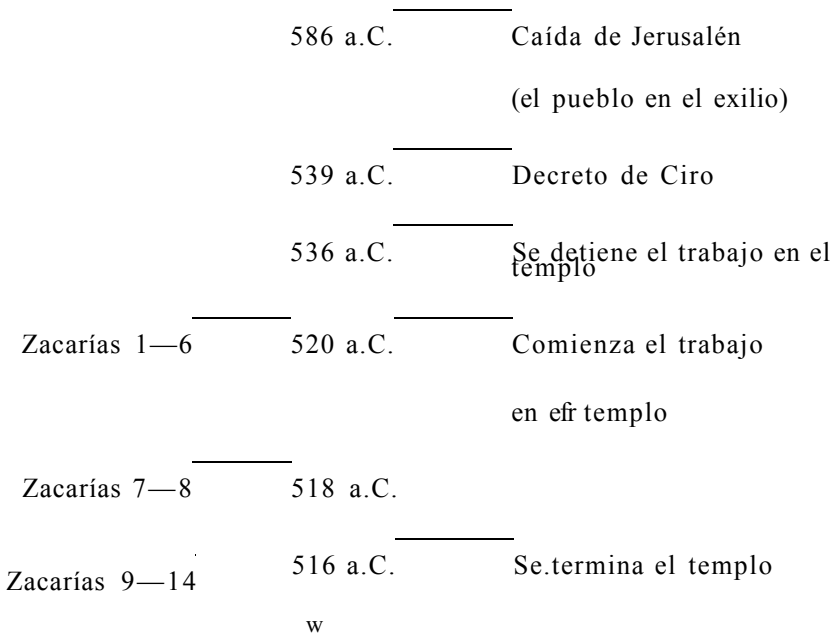 586 a.C. Caída de Jerusalén
(el pueblo en el exilio)
539 a.C. Decreto de Ciro
536 a.C. Se detiene el trabajo en el
templo
Zacarías 1—6 520 a.C. Comienza el trabajo
en efr templo
Zacarías 7—8 518 a.C.
516 a.C. Se.termina el templo
Zacarías 9—14
w